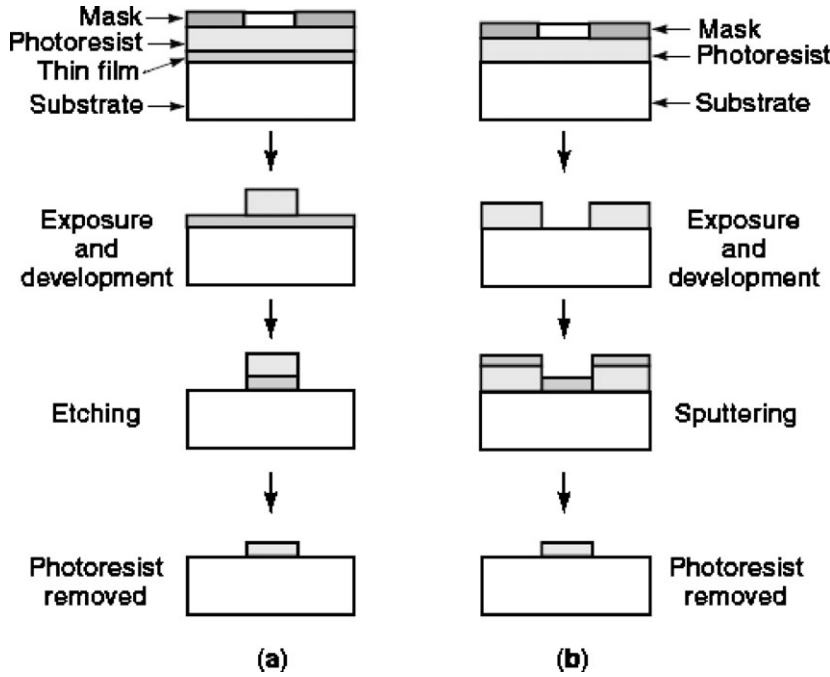 Mask
Photoresist
Thin film
Substrate
Exposure
and
development
Etching
Photoresist
removed
(a)
Mask
Photoresist
Substrate
Exposure
and
development
Sputtering
Photoresist
removed
(b)